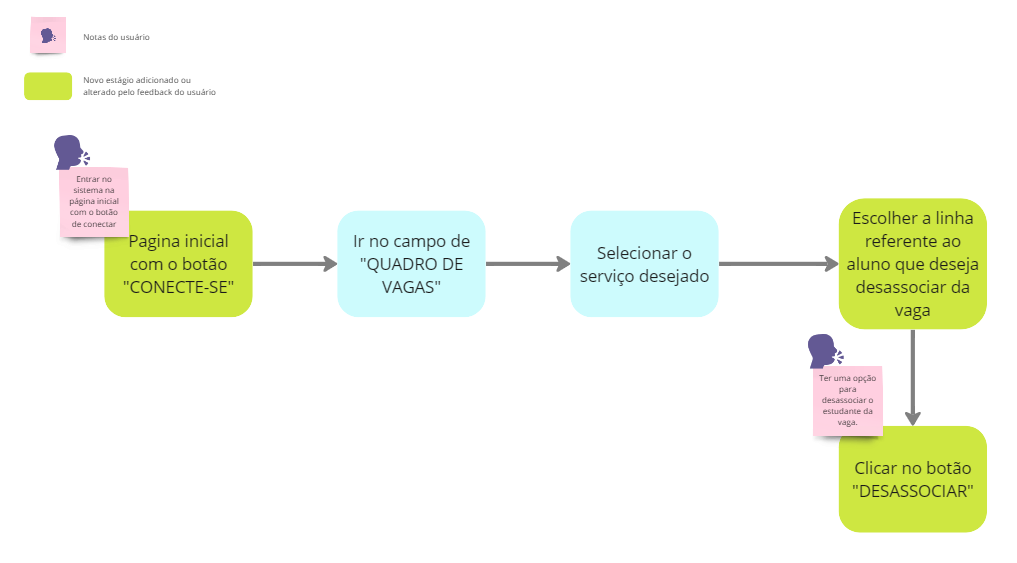 Notas do usuário
Novo estágio adicionado ou
alterado pelo feedback do usuário
Entrar no
sistema na
página inicial
com o botão
de conectar
Pagina inicial
com o botão
"CONECTE-SE"
Ir no campo de
"QUADRO DE
VAGAS"
Selecionar o
serviço desejado
Escolher a linha
referente ao
aluno que deseja
desassociar da
vaga
Ter uma opção
para
desassociar o
estudante da
vaga.
Clicar no botão
"DESASSOCIAR"